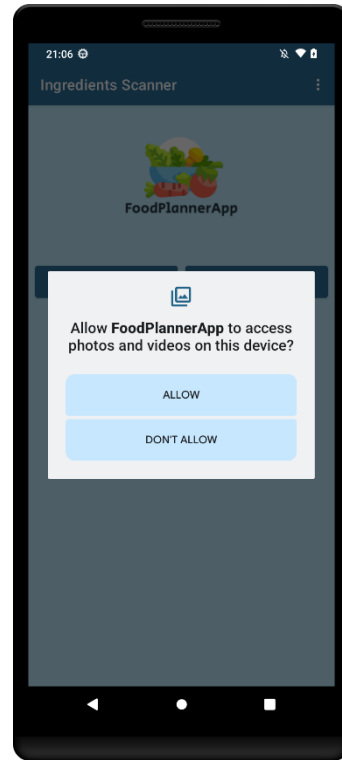 21:06
Ingredients Scanner
FoodPlannerApp
Allow FoodPlannerApp to access
photos and videos on this device?
ALLOW
DON'T ALLOW